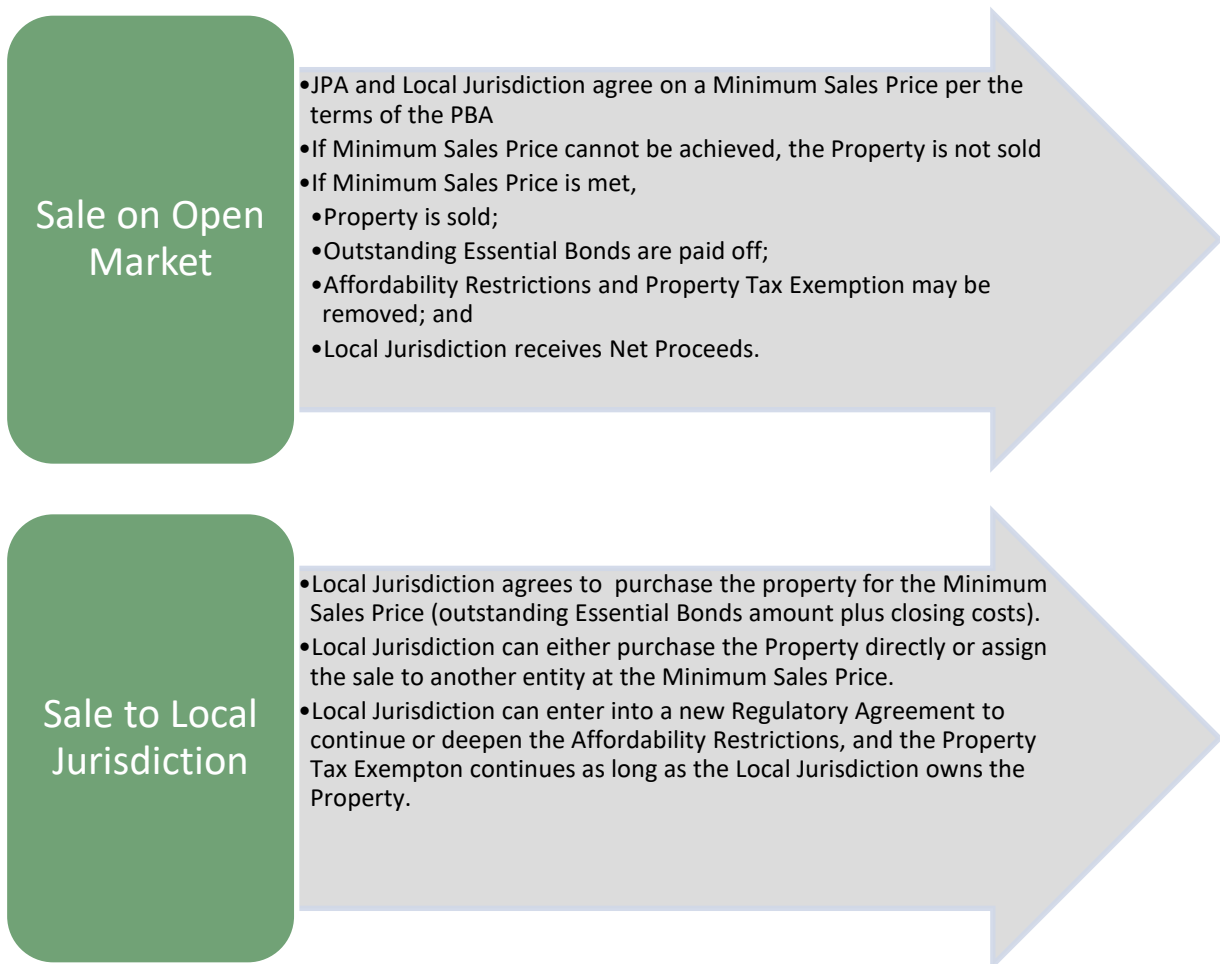 Sale on Open
Market
•JPA and Local Jurisdiction agree on a Minimum Sales Price per the
terms of the PBA
•If Minimum Sales Price cannot be achieved, the Property is not sold
•If Minimum Sales Price is met,
•Property is sold;
•Outstanding Essential Bonds are paid off;
•Affordability Restrictions and Property Tax Exemption may be
removed; and
•Local Jurisdiction receives Net Proceeds.
Sale to Local
Jurisdiction
•Local Jurisdiction agrees to  purchase the property for the Minimum
Sales Price (outstanding Essential Bonds amount plus closing costs).
•Local Jurisdiction can either purchase the Property directly or assign
the sale to another entity at the Minimum Sales Price.
•Local Jurisdiction can enter into a new Regulatory Agreement to
continue or deepen the Affordability Restrictions, and the Property
Tax Exempton continues as long as the Local Jurisdiction owns the
Property.